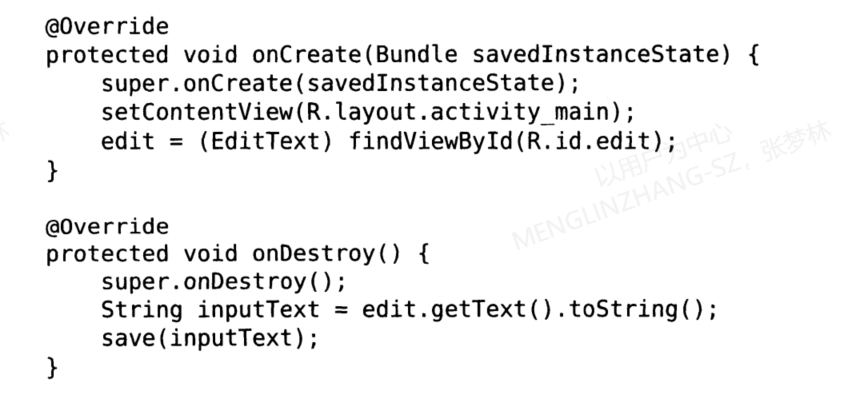 @Override
protected void onCreate(Bundle savedInstanceState) {
    super.onCreate(savedInstanceState);
    setContentView(R.layout.activity_main);
    edit = (EditText) findViewById(R.id.edit);
}
以用户为中心
MENGLINZHANG-SZ, 张梦林
林
@Override
protected void onDestroy() {
    super.onDestroy();
    String inputText = edit.getText().toString();
    save(inputText);
}